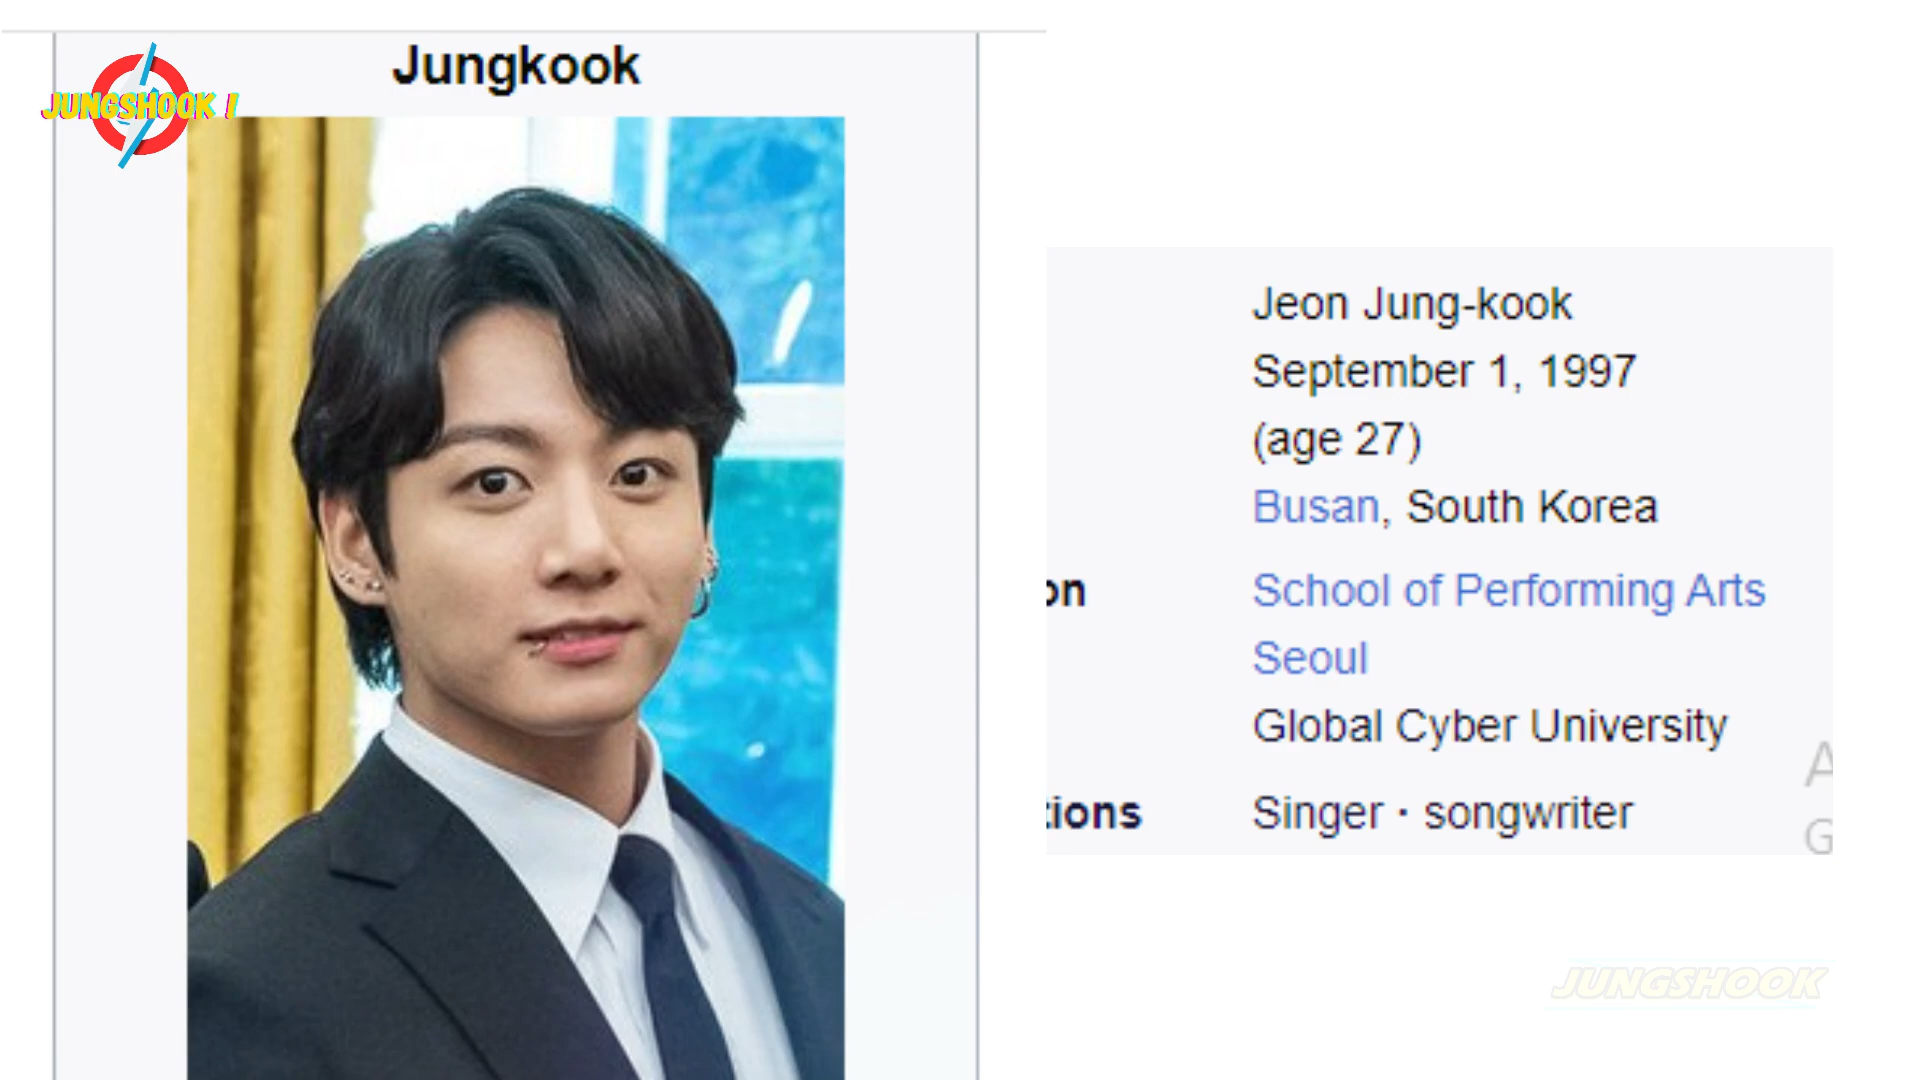 Jungkook
JUNGSHOOK !
Jeon Jung-kook
September 1, 1997
(age 27)
Busan, South Korea
on School of Performing Arts
Seoul
Global Cyber University
tions Singer · songwriter
A
G
JUNGSHOOK